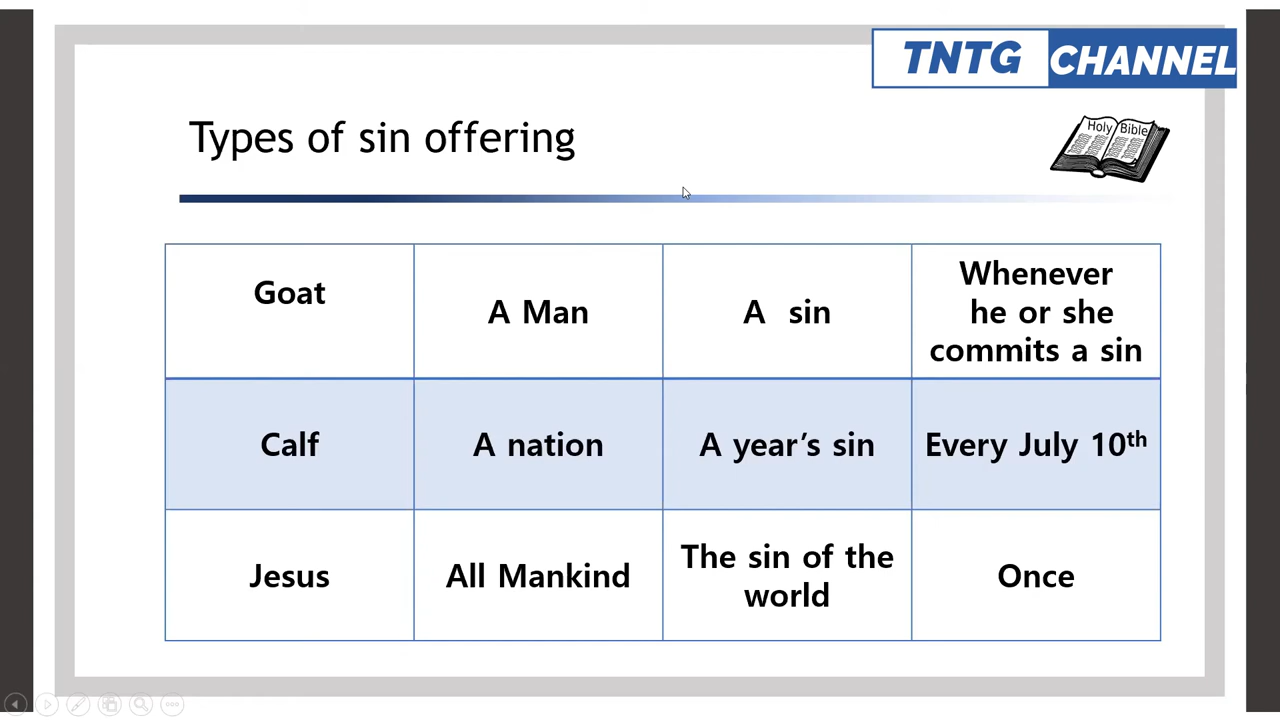 TNTG CHANNEL
Types of sin offering
Holy Bible
Goat
A Man
A sin
Whenever
he or she
commits a sin
Calf
A nation
A year’s sin
Every July 10th
Jesus
All Mankind
The sin of the
world
Once